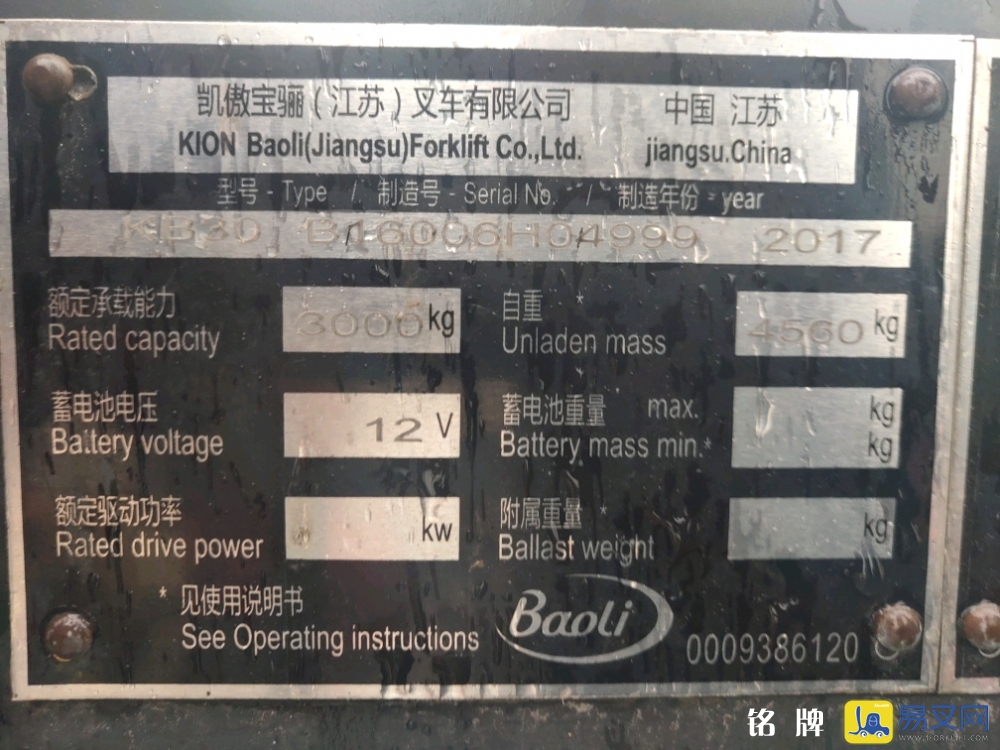 凯傲宝骊(江苏)叉车有限公司 中国 江苏
KION Baoli(Jiangsu)Forklift Co.,Ltd. jiangsu.China
型号-Type / 制造号-Serial No. / 制造年份-year
KB30 B16006H04999 2017
额定承载能力 3000 kg 自重 *
Rated capacity Unladen mass 4560 kg
蓄电池电压 12 V 蓄电池重量 max. kg
Battery voltage Battery mass min.* kg
额定驱动功率 kw 附属重量 * kg
Rated drive power Ballast weight
* 见使用说明书
See Operating instructions
Baoli 0009386120
铭牌 易叉网